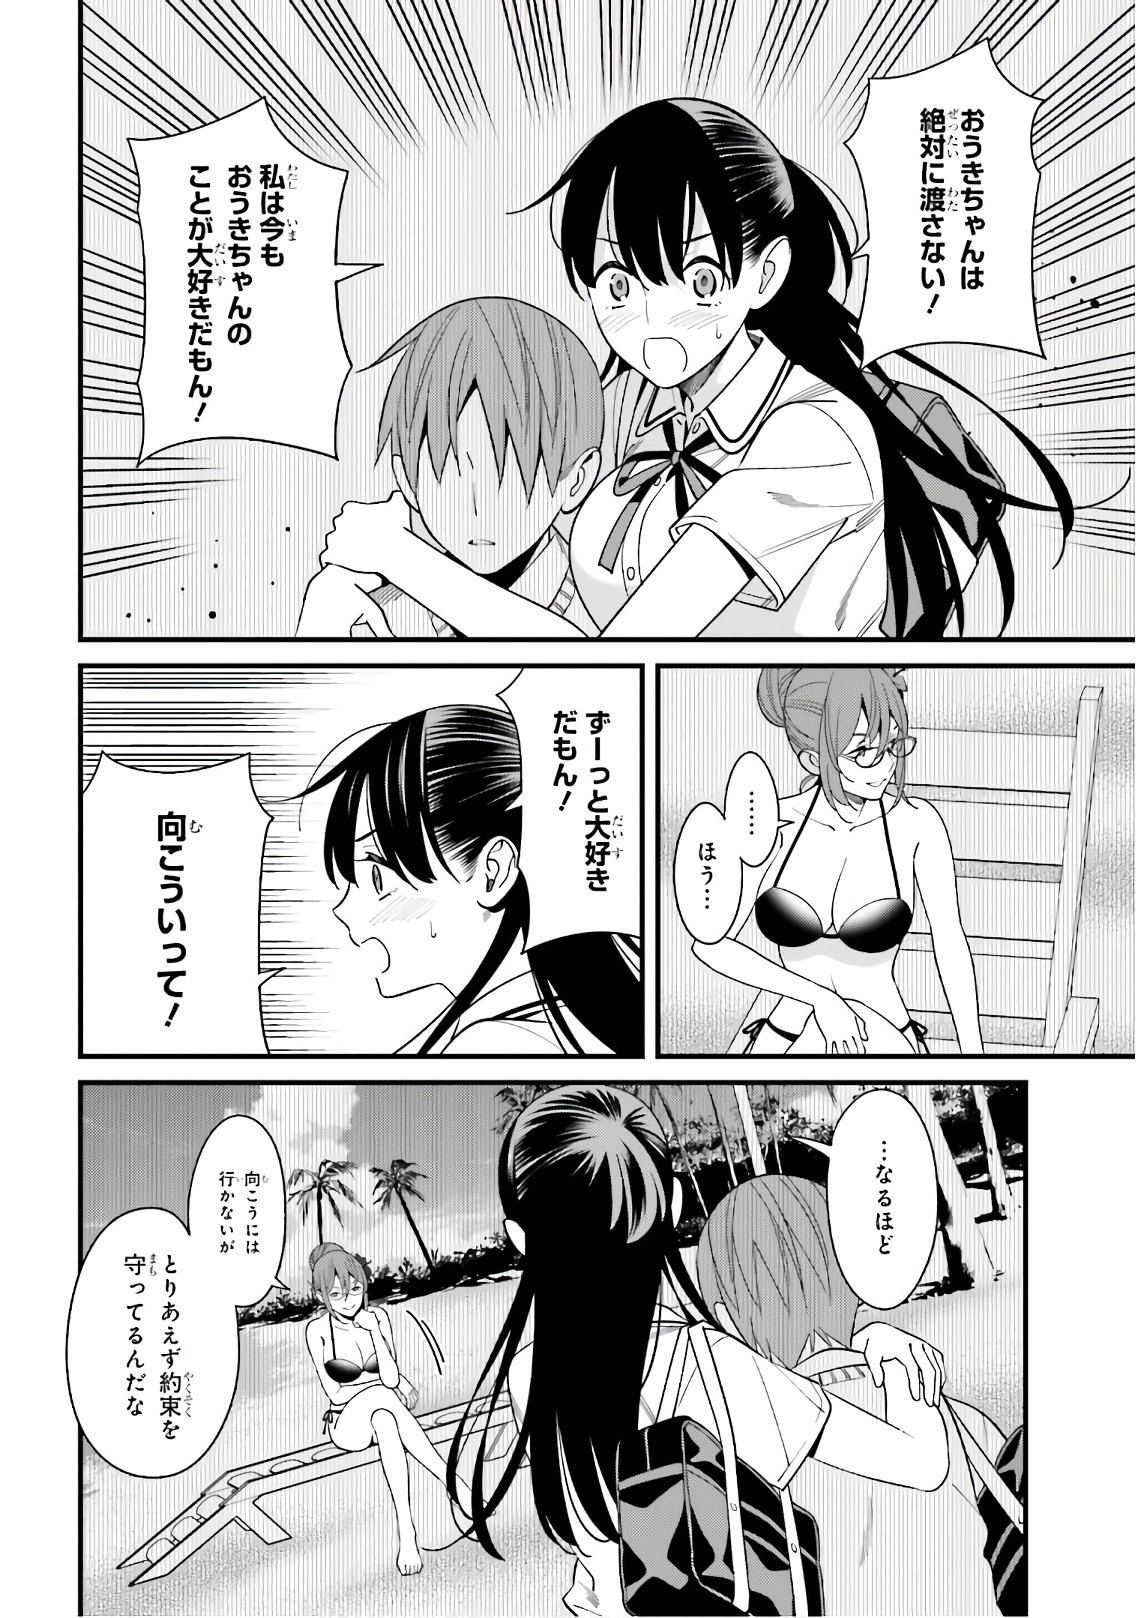 おうきちゃんは
絶対に渡さない！
私は今も
おうきちゃんの
ことが大好きだもん！
……
ほう…
ずーっと大好き
だもん！
向こういって！
…なるほど
向こうには
行かないが
とりあえず約束を
守ってるんだな